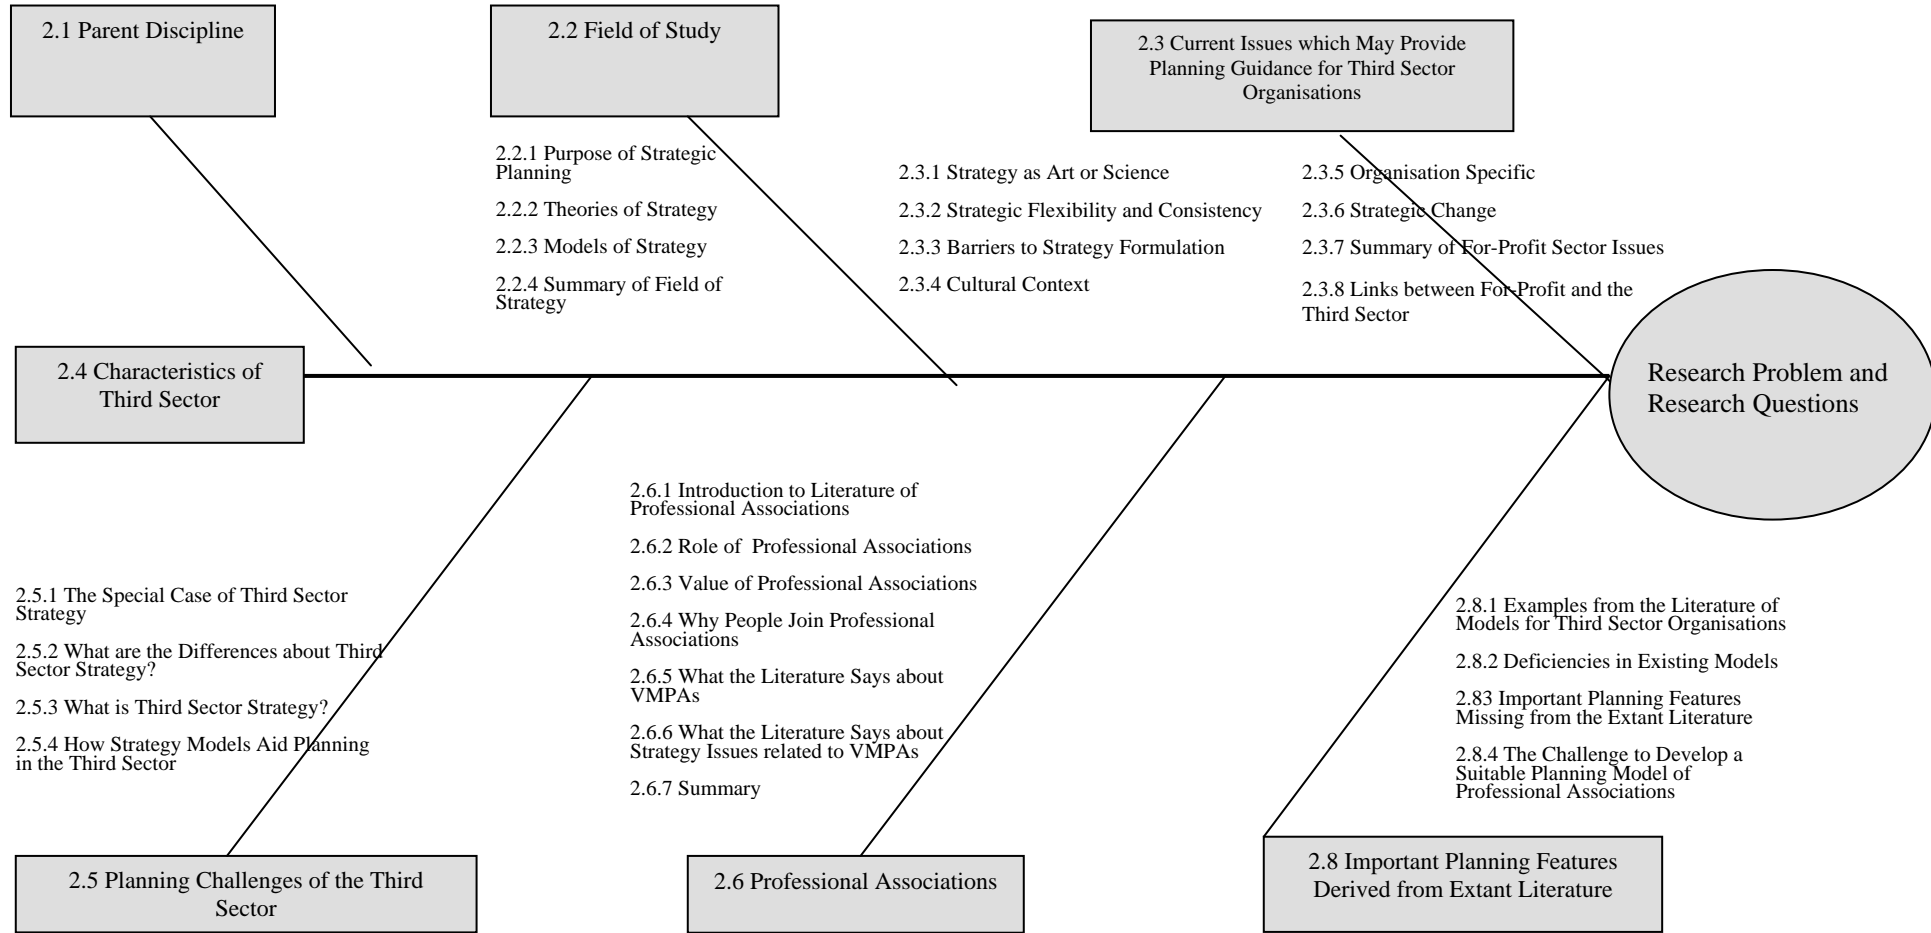 2.1 Parent Discipline
2.2 Field of Study
2.3 Current Issues which May Provide
Planning Guidance for Third Sector
Organisations
2.2.1 Purpose of Strategic
Planning
2.2.2 Theories of Strategy
2.2.3 Models of Strategy
2.2.4 Summary of Field of
Strategy
2.3.1 Strategy as Art or Science
2.3.2 Strategic Flexibility and Consistency
2.3.3 Barriers to Strategy Formulation
2.3.4 Cultural Context
2.3.5 Organisation Specific
2.3.6 Strategic Change
2.3.7 Summary of For-Profit Sector Issues
2.3.8 Links between For-Profit and the
Third Sector
2.4 Characteristics of
Third Sector
Research Problem and
Research Questions
2.5.1 The Special Case of Third Sector
Strategy
2.5.2 What are the Differences about Third
Sector Strategy?
2.5.3 What is Third Sector Strategy?
2.5.4 How Strategy Models Aid Planning
in the Third Sector
2.6.1 Introduction to Literature of
Professional Associations
2.6.2 Role of  Professional Associations
2.6.3 Value of Professional Associations
2.6.4 Why People Join Professional
Associations
2.6.5 What the Literature Says about
VMPAs
2.6.6 What the Literature Says about
Strategy Issues related to VMPAs
2.6.7 Summary
2.8.1 Examples from the Literature of
Models for Third Sector Organisations
2.8.2 Deficiencies in Existing Models
2.83 Important Planning Features
Missing from the Extant Literature
2.8.4 The Challenge to Develop a
Suitable Planning Model of
Professional Associations
2.5 Planning Challenges of the Third
Sector
2.6 Professional Associations
2.8 Important Planning Features
Derived from Extant Literature